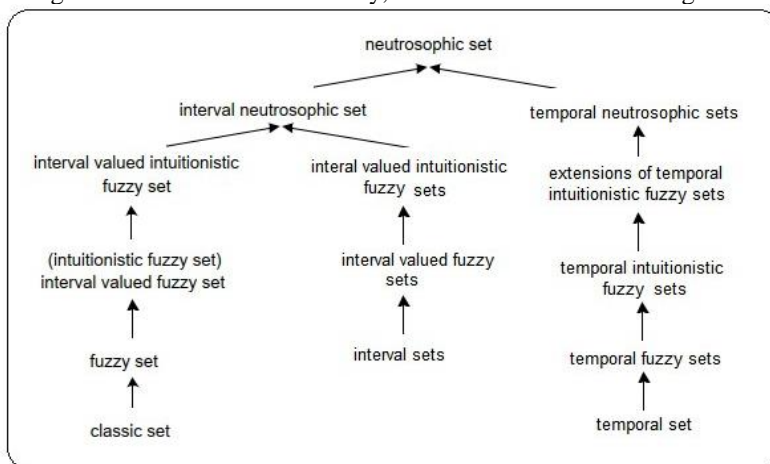 neutrosophic set
interval neutrosophic set
temporal neutrosophic sets
interval valued intuitionistic
fuzzy set
interal valued intuitionistic
fuzzy sets
extensions of temporal
intuitionistic fuzzy sets
(intuitionistic fuzzy set)
interval valued fuzzy set
interval valued fuzzy
sets
temporal intuitionistic
fuzzy sets
fuzzy set
interval sets
temporal fuzzy sets
classic set
temporal set